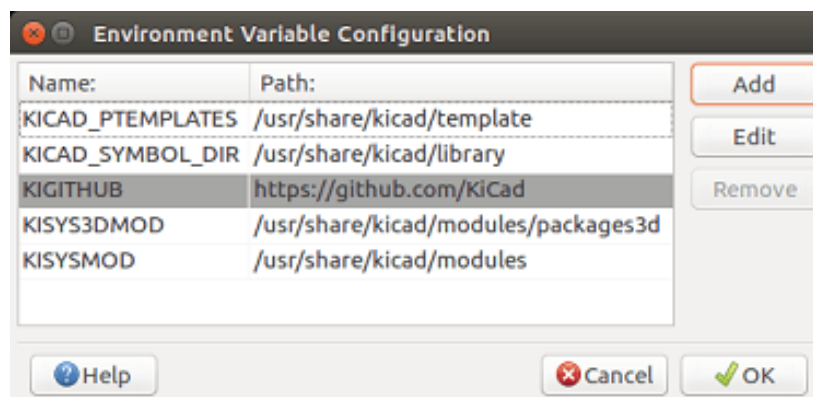 Environment Variable Configuration
Name: Path: Add
KICAD_PTEMPLATES /usr/share/kicad/template
Edit
KICAD_SYMBOL_DIR /usr/share/kicad/library
KIGITHUB https://github.com/KiCad Remove
KISYS3DMOD /usr/share/kicad/modules/packages3d
KISYSMOD /usr/share/kicad/modules
Help Cancel OK